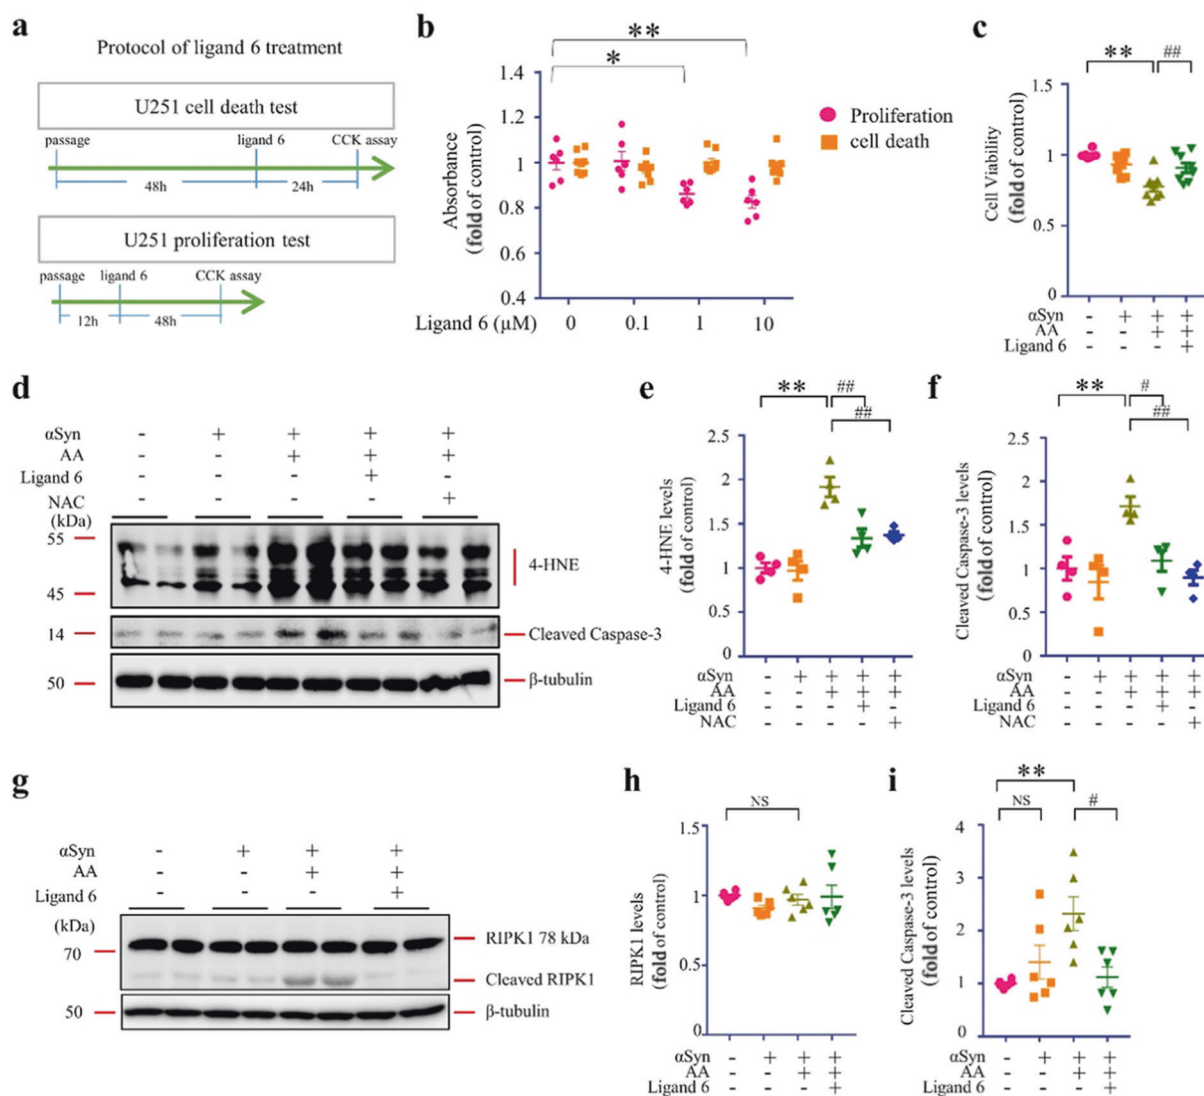 a
Protocol of ligand 6 treatment
U251 cell death test
passage ligand 6 CCK assay
48h 24h
U251 proliferation test
passage ligand 6 CCK assay
12h 48h
b
**
*
1.4
1.2
1
0.8
0.6
0.4
Absorbance
(fold of control)
Proliferation
cell death
Ligand 6 (μM) 0 0.1 1 10
c
** ##
1.5
1
0.5
0
Cell Viability
(fold of control)
αSyn - + + +
AA - - + +
Ligand 6 - - - +
d
αSyn - + + + +
AA - - + + +
Ligand 6 - - - + -
NAC - - - - +
(kDa)
55
45
14
50
4-HNE
Cleaved Caspase-3
β-tubulin
e
** ##
##
2.5
2
1.5
1
0.5
0
4-HNE levels
(fold of control)
αSyn - + + + +
AA - - + + +
Ligand 6 - - - + -
NAC - - - - +
f
** #
##
2.5
2
1.5
1
0.5
0
Cleaved Caspase-3 levels
(fold of control)
αSyn - + + + +
AA - - + + +
Ligand 6 - - - + -
NAC - - - - +
g
αSyn - + + +
AA - - + +
Ligand 6 - - - +
(kDa)
70
50
RIPK1 78 kDa
Cleaved RIPK1
β-tubulin
h
NS
1.5
1
0.5
0
RIPK1 levels
(fold of control)
αSyn - + + +
AA - - + +
Ligand 6 - - - +
i
**
NS #
4
3
2
1
0
Cleaved Caspase-3 levels
(fold of control)
αSyn - + + +
AA - - + +
Ligand 6 - - - +